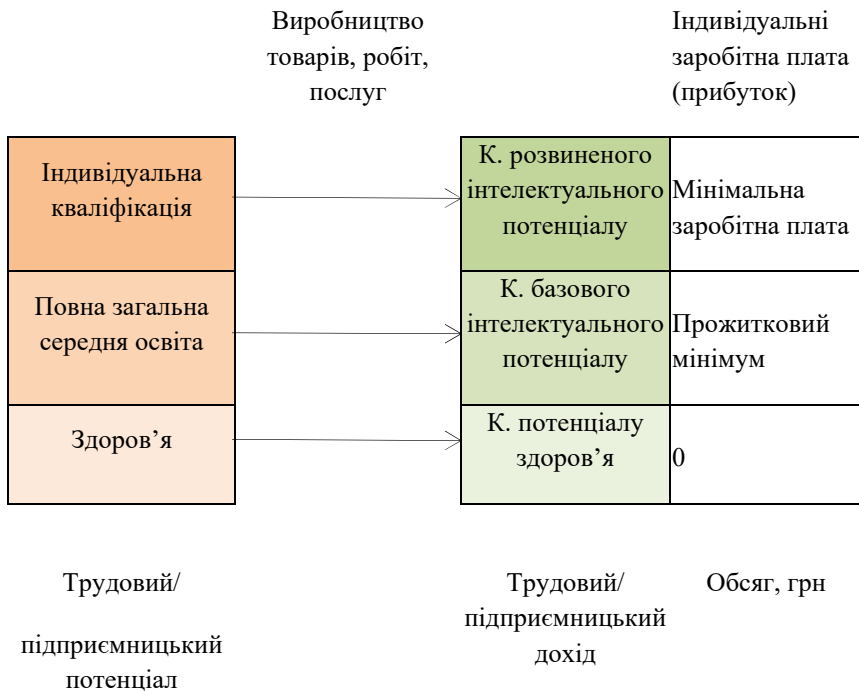 Виробництво
товарів, робіт,
послуг
Індивідуальні
заробітна плата
(прибуток)
Індивідуальна
кваліфікація
К. розвиненого
інтелектуального
потенціалу
Мінімальна
заробітна плата
Повна загальна
середня освіта
К. базового
інтелектуального
потенціалу
Прожитковий
мінімум
Здоров’я
К. потенціалу
здоров’я
0
Трудовий/
підприємницький
потенціал
Трудовий/
підприємницький
дохід
Обсяг, грн